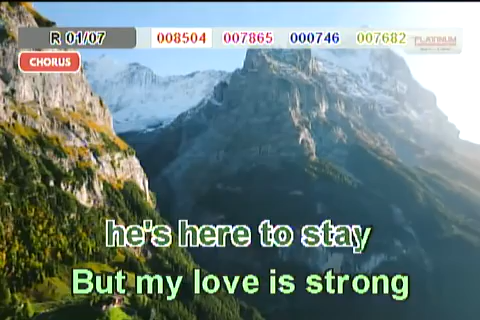 R 01/07 008504 007865 000746 007682 PLATINUM
CHORUS
he's here to stay
But my love is strong